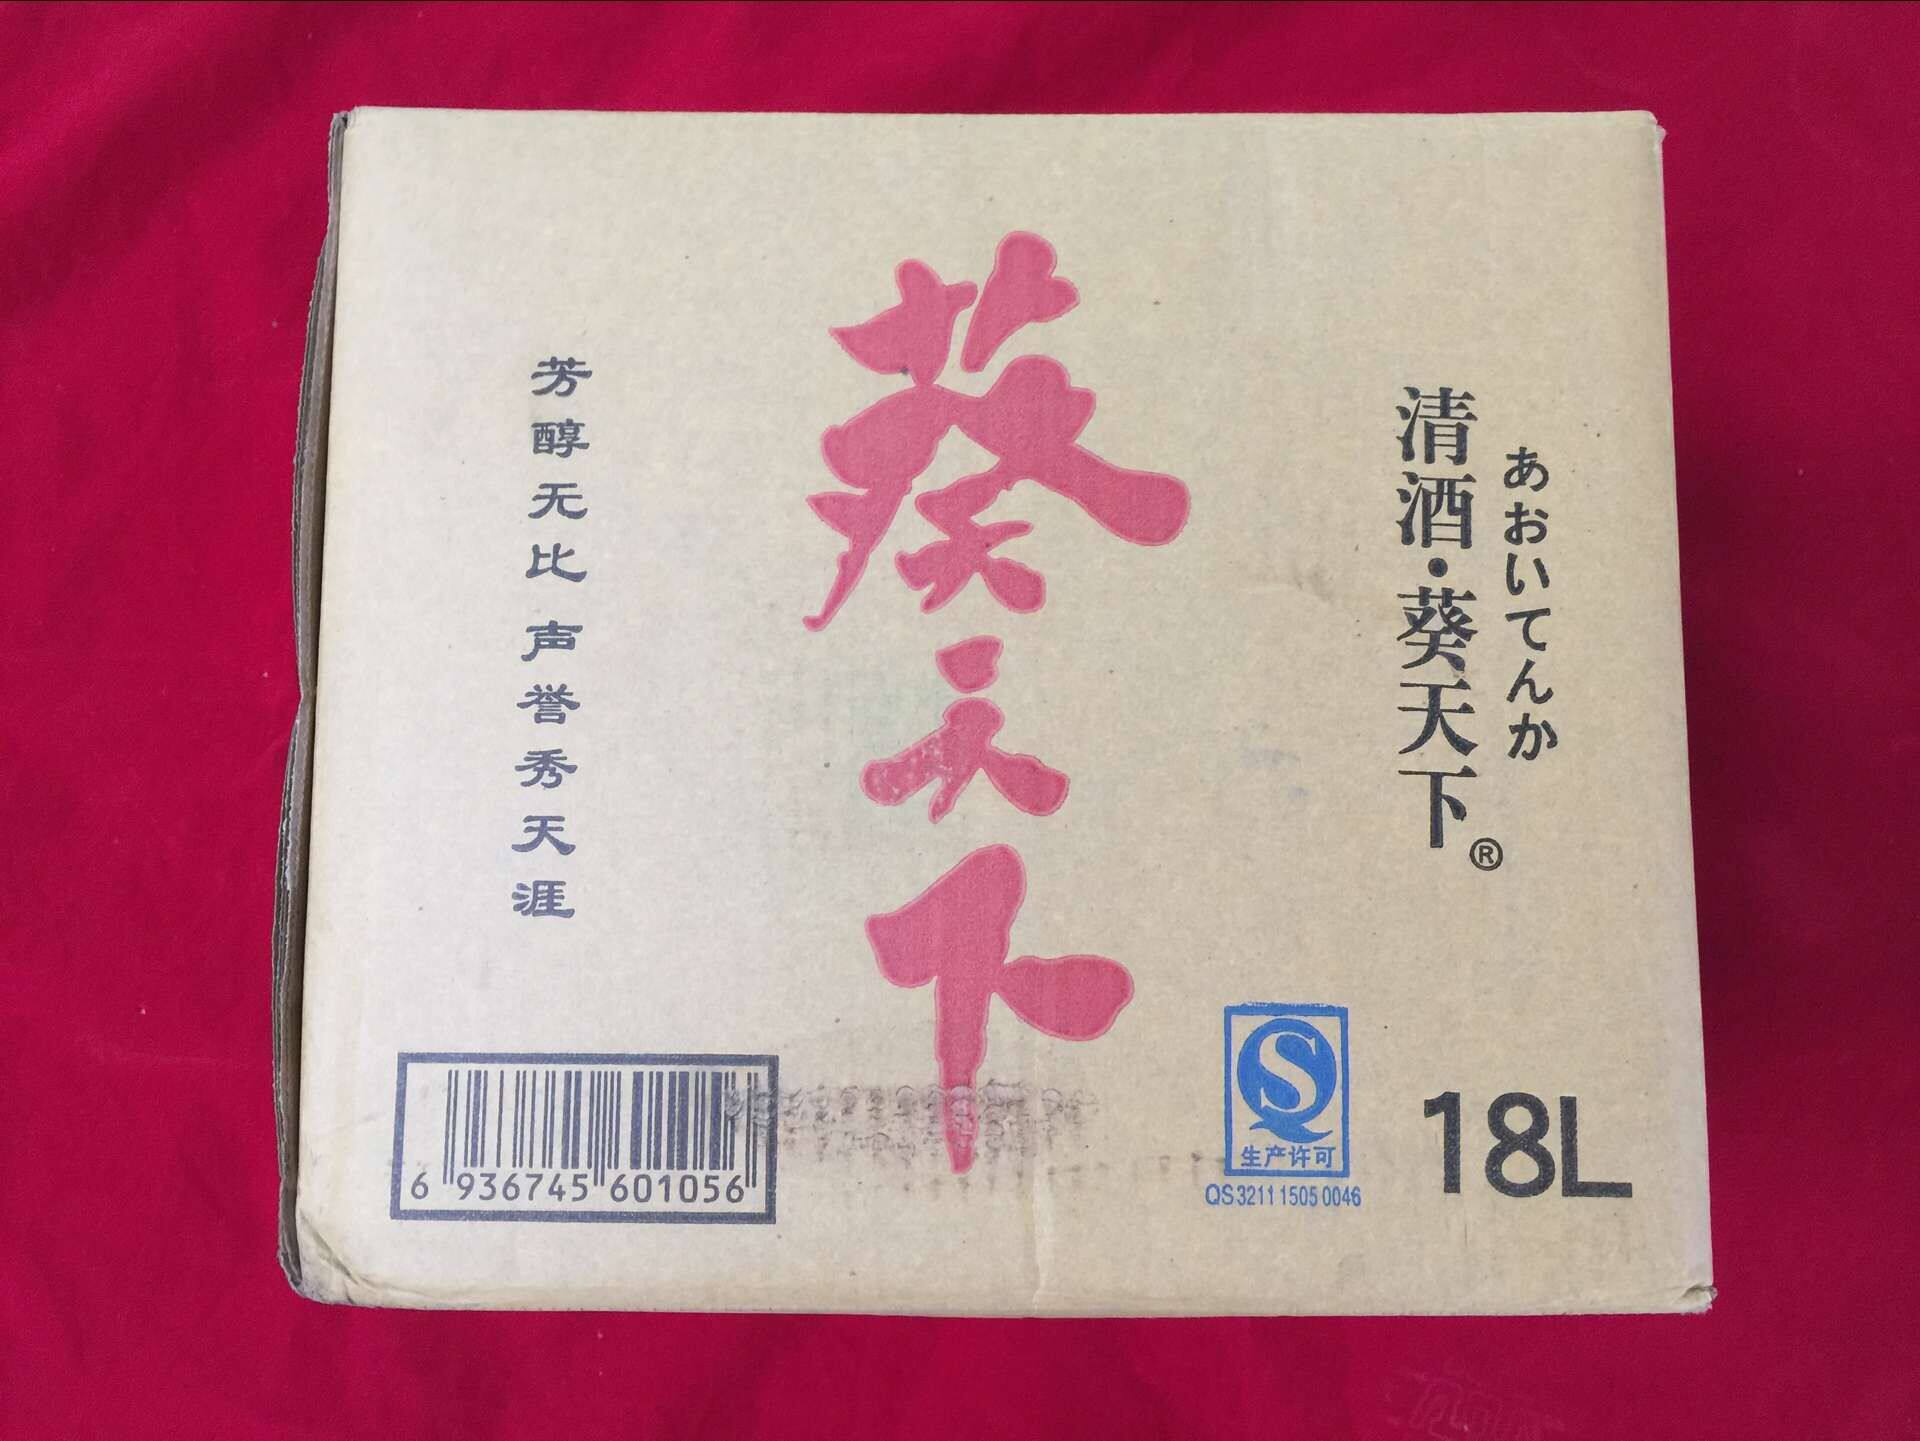 あおいてんか
清酒·葵天下®
葵天下
芳醇无比 声誉秀天涯
6 936745 601056
生产许可
QS3211 1505 0046
18L